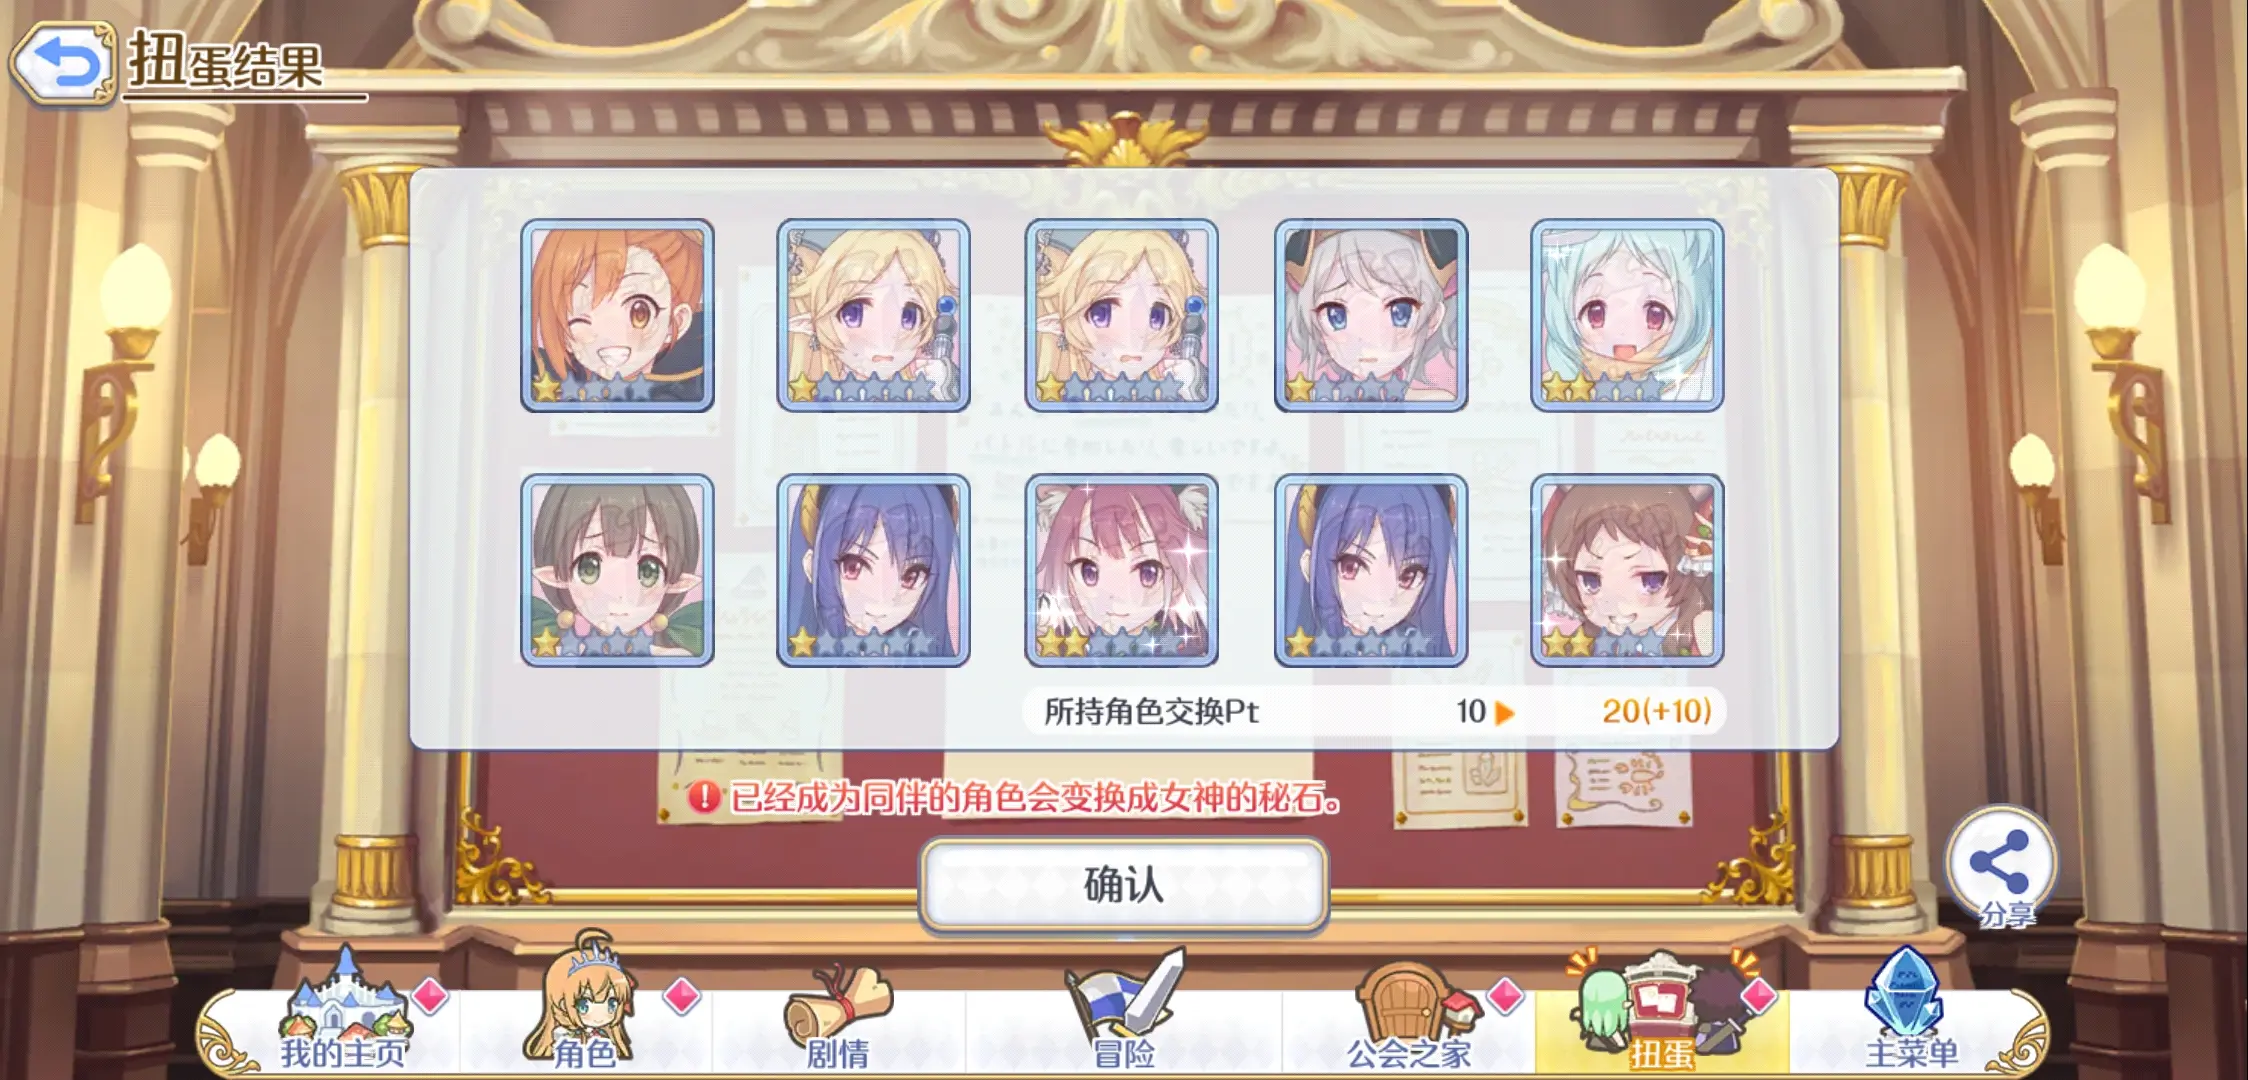 扭蛋结果
所持角色交换Pt 10 20(+10)
已经成为同伴的角色会变换成女神的秘石。
确认
分享
我的主页 角色 剧情 冒险 公会之家 扭蛋 主菜单